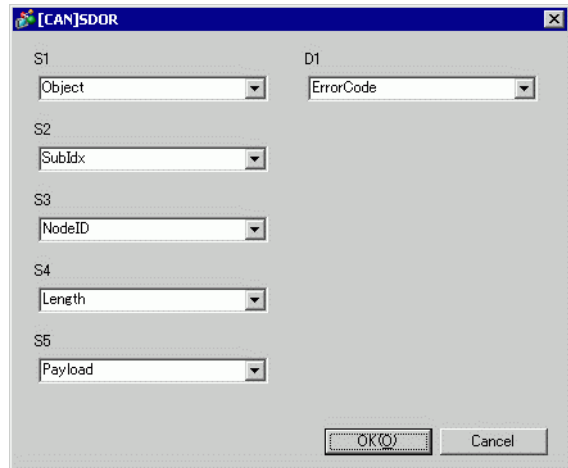 [CAN]SDOR
S1
Object
D1
ErrorCode
S2
SubIdx
S3
NodeID
S4
Length
S5
Payload
OK(O)
Cancel